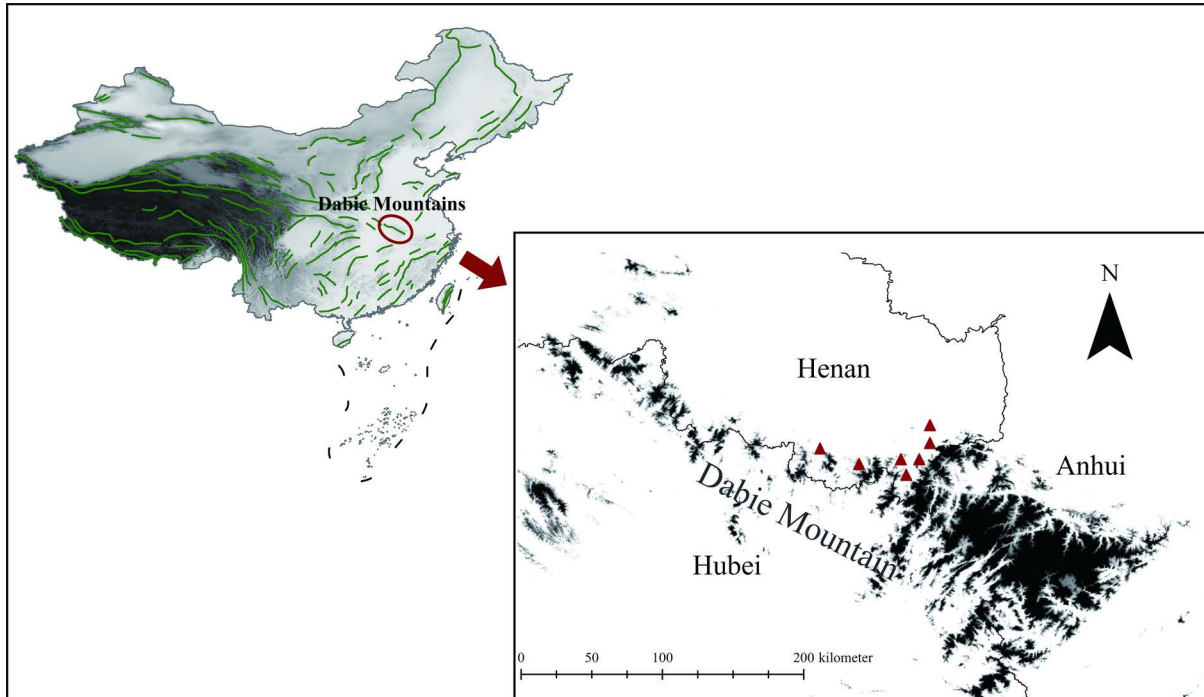 Dabie Mountains
N
Henan
Anhui
Dabie Mountain
Hubei
0 50 100 200 kilometer